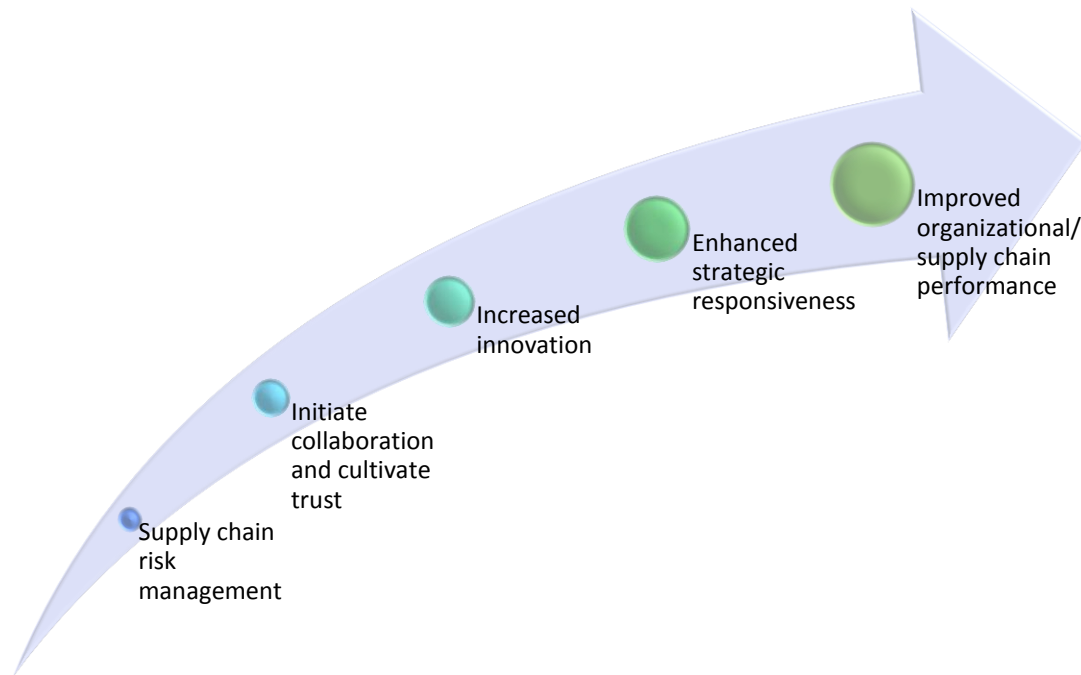 Supply chain
risk
management
Initiate
collaboration
and cultivate
trust
Increased
innovation
Enhanced
strategic
responsiveness
Improved
organizational/
supply chain
performance